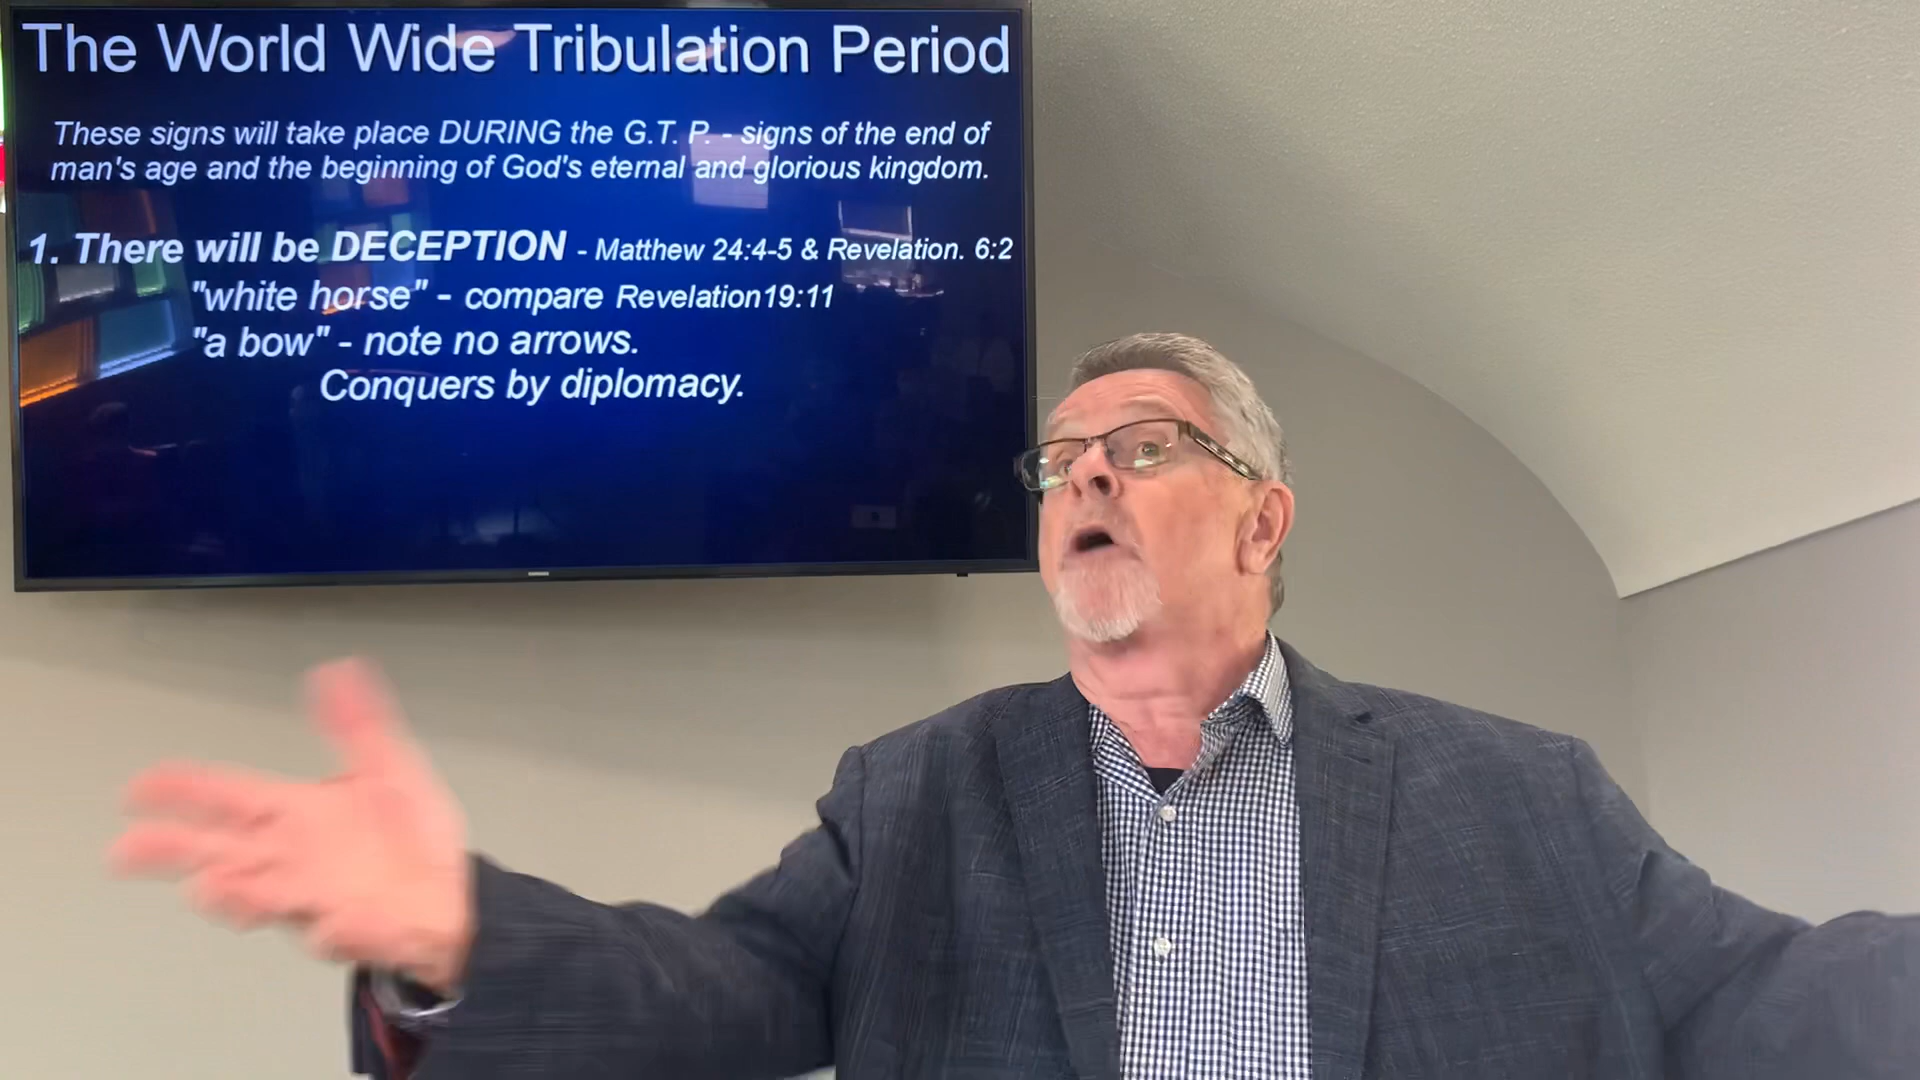 The World Wide Tribulation Period
These signs will take place DURING the G.T. P. - signs of the end of
man's age and the beginning of God's eternal and glorious kingdom.
1. There will be DECEPTION - Matthew 24:4-5 & Revelation. 6:2
"white horse" - compare Revelation19:11
"a bow" - note no arrows.
Conquers by diplomacy.